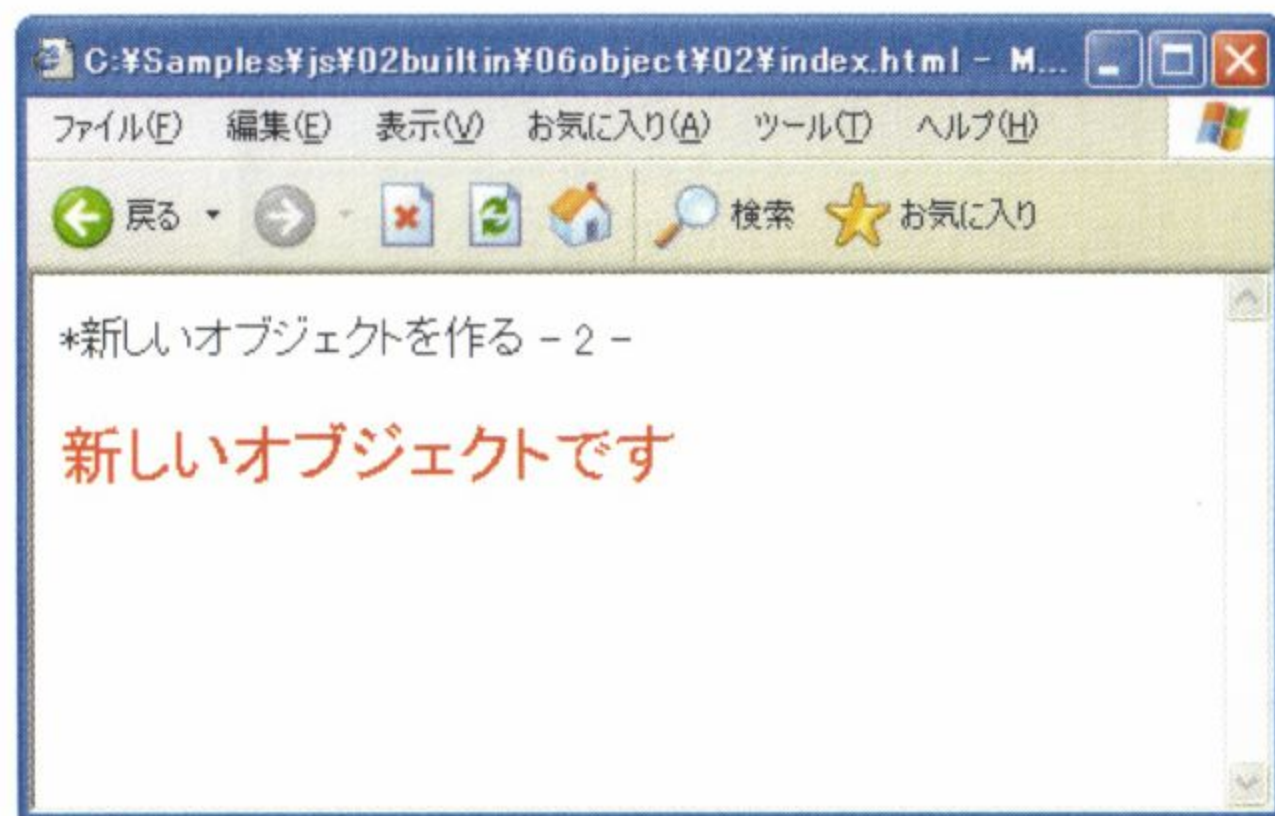 C:¥Samples¥js¥02builtin¥06object¥02¥index.html - M...
ファイル(F) 編集(E) 表示(V) お気に入り(A) ツール(T) ヘルプ(H)
戻る 検索 お気に入り
*新しいオブジェクトを作る - 2 -
新しいオブジェクトです